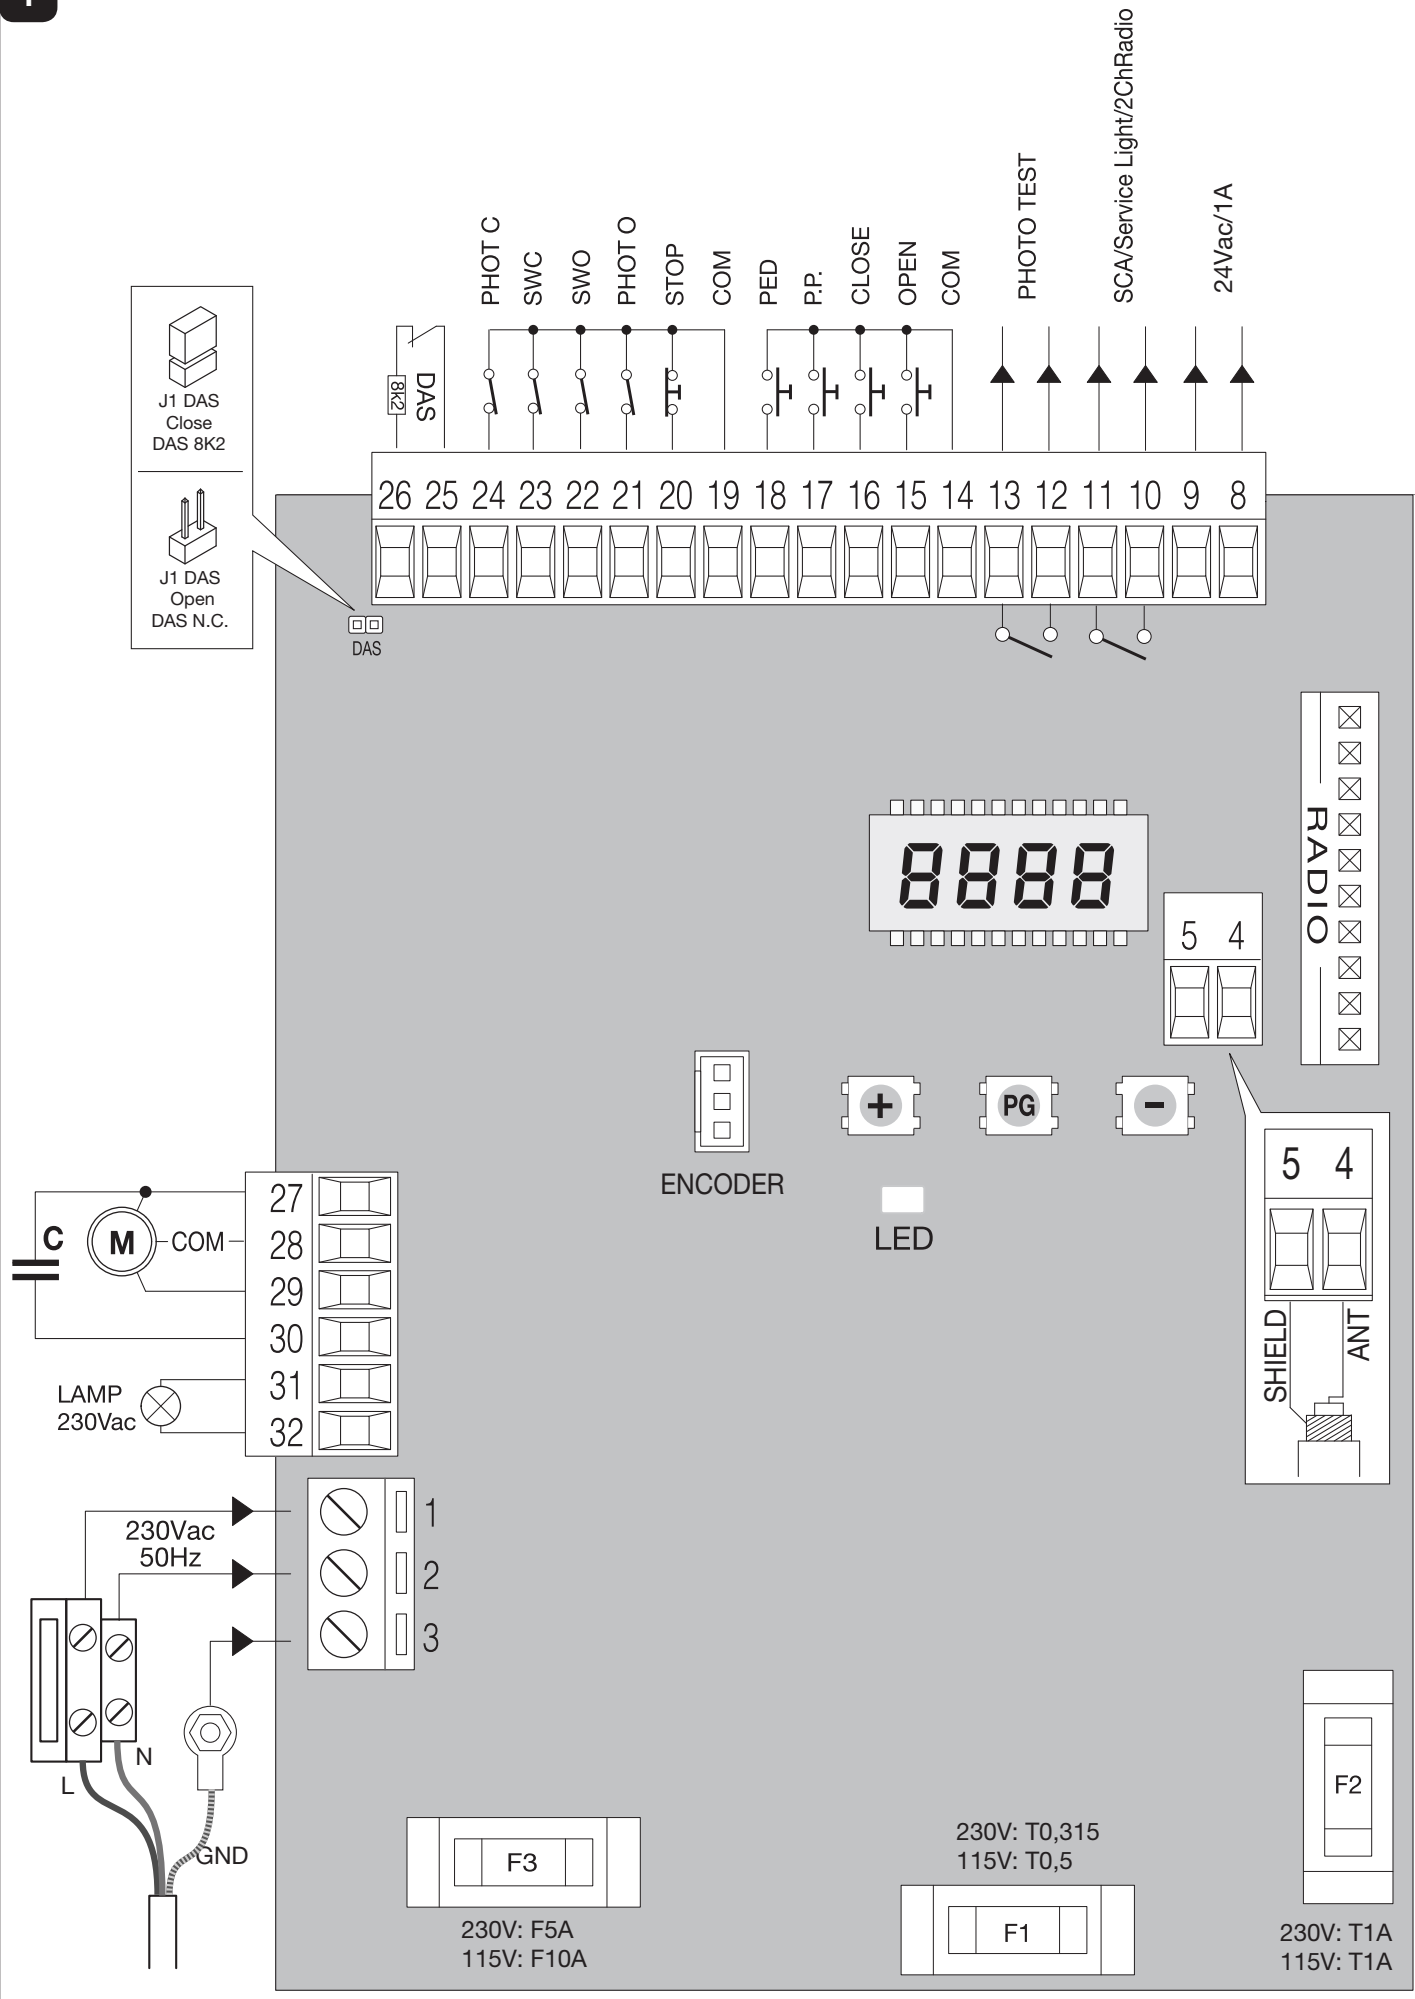 PHOT C
SWC
SWO
PHOT O
STOP
COM
PED
P.P.
CLOSE
OPEN
COM
PHOTO TEST
SCA/Service Light/2ChRadio
24Vac/1A
8k2
DAS
J1 DAS
Close
DAS 8K2
J1 DAS
Open
DAS N.C.
26 25 24 23 22 21 20 19 18 17 16 15 14 13 12 11 10 9 8
DAS
RADIO
8888
5 4
+
PG
-
ENCODER
LED
5 4
SHIELD
ANT
27
28
29
30
31
32
C
M
COM
LAMP
230Vac
230Vac
50Hz
1
2
3
N
L
GND
F3
230V: F5A
115V: F10A
230V: T0,315
115V: T0,5
F1
F2
230V: T1A
115V: T1A